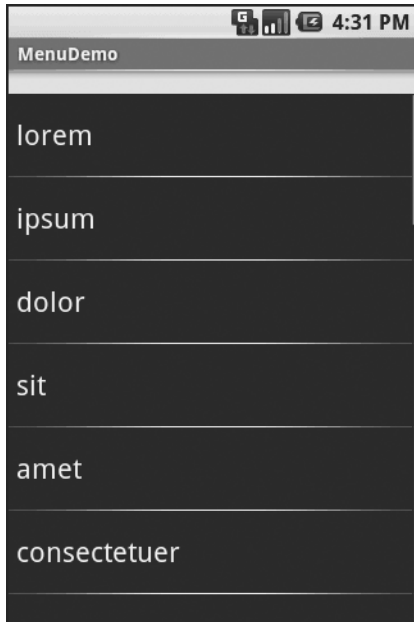 G 4:31 PM
MenuDemo
lorem
ipsum
dolor
sit
amet
consectetuer